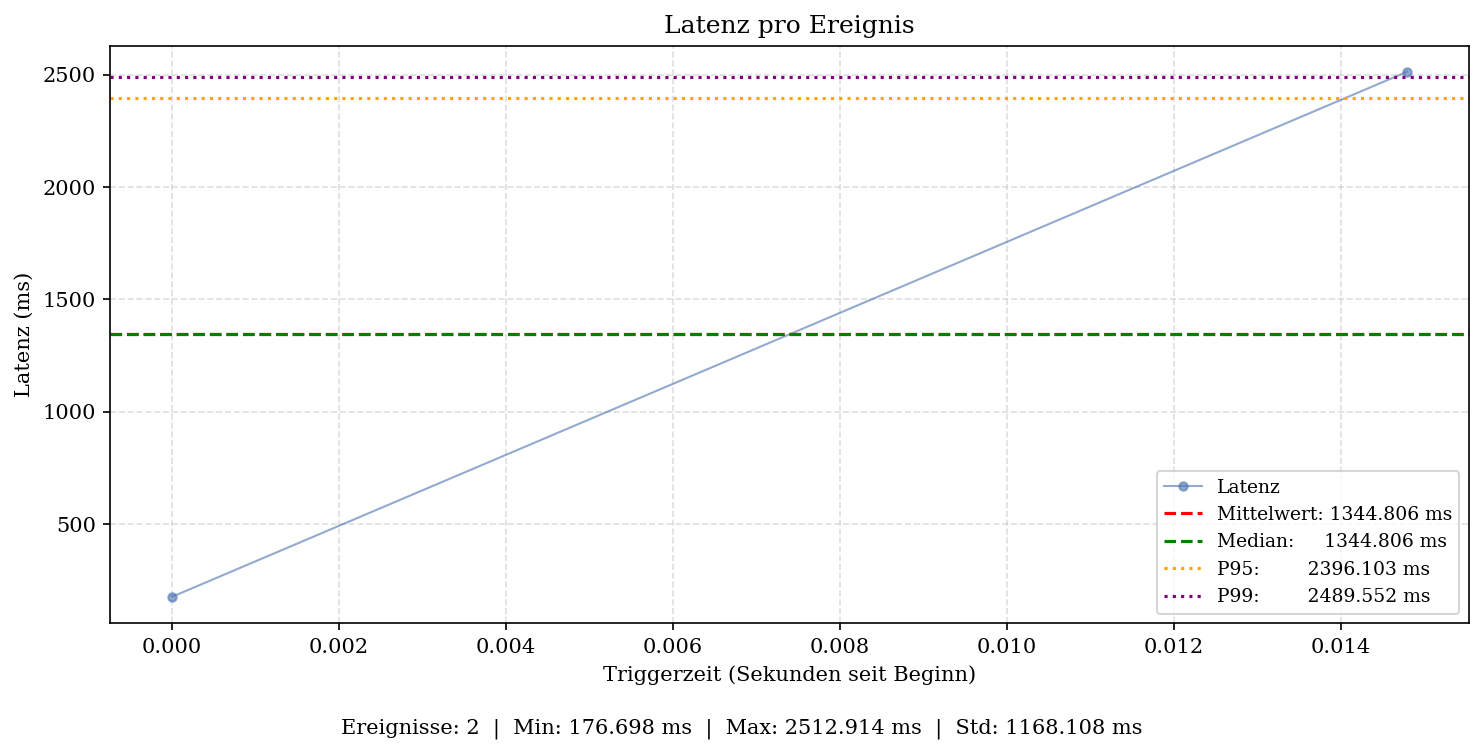 Latenz pro Ereignis
Latenz (ms)
2500
2000
1500
1000
500
Latenz
Mittelwert: 1344.806 ms
Median: 1344.806 ms
P95: 2396.103 ms
P99: 2489.552 ms
0.000 0.002 0.004 0.006 0.008 0.010 0.012 0.014
Triggerzeit (Sekunden seit Beginn)
Ereignisse: 2 | Min: 176.698 ms | Max: 2512.914 ms | Std: 1168.108 ms